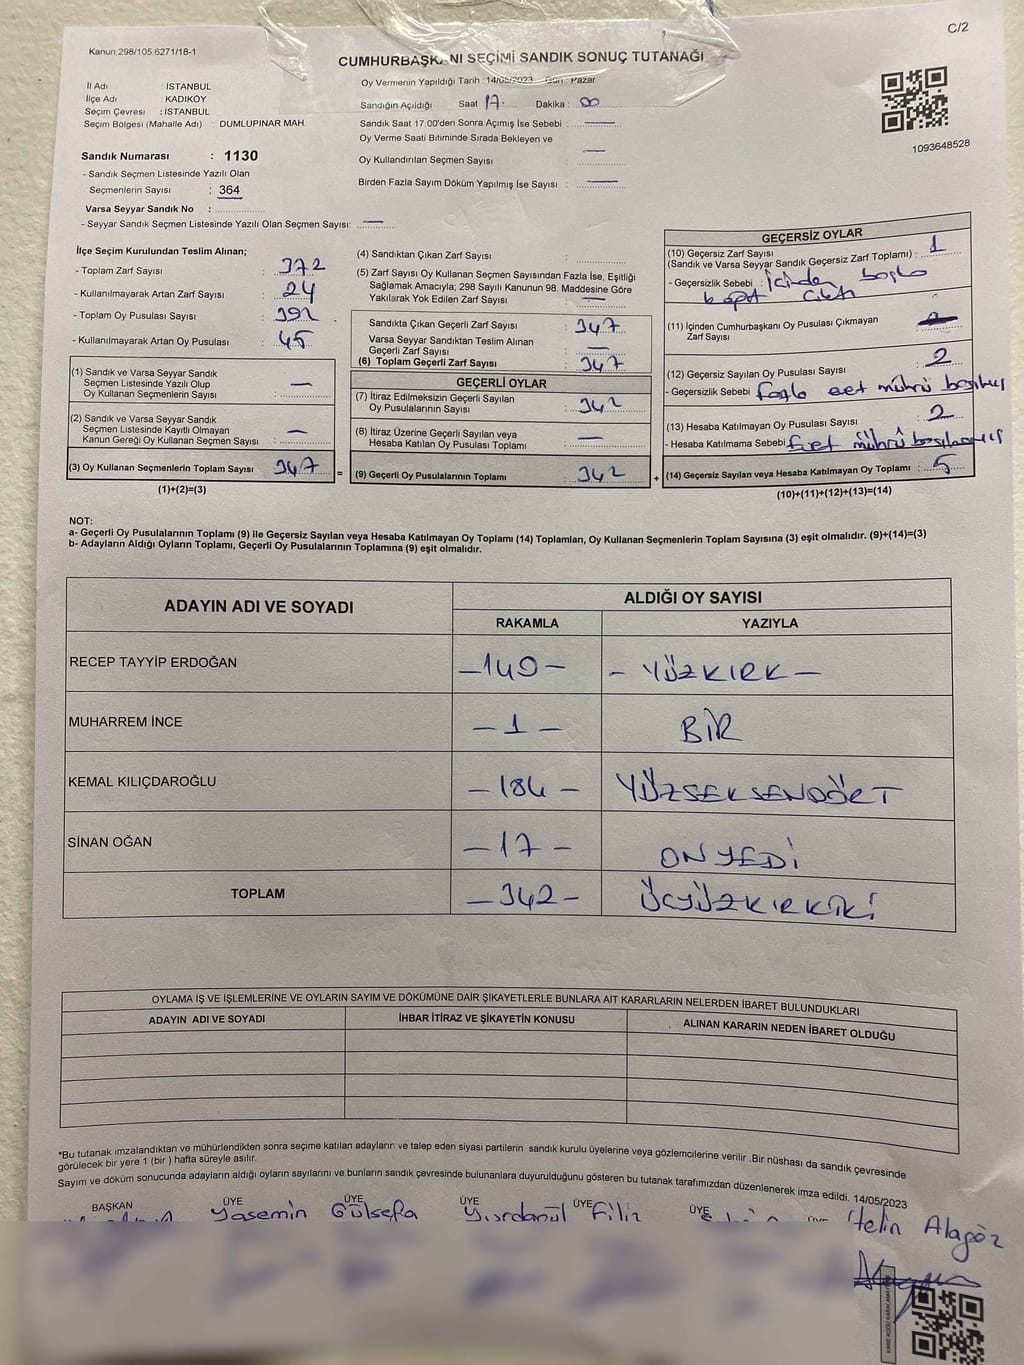 C/2
Kanun 298/105 6271/18-1
CUMHURBAŞKANI SEÇİMİ SANDIK SONUÇ TUTANAĞI
İl Adı : İSTANBUL
İlçe Adı : KADIKÖY
Seçim Çevresi : İSTANBUL
Seçim Bölgesi (Mahalle Adı) : DUMLUPINAR MAH.
Sandık Numarası : 1130
- Sandık Seçmen Listesinde Yazılı Olan
Seçmenlerin Sayısı : 364
Varsa Seyyar Sandık No :
- Seyyar Sandık Seçmen Listesinde Yazılı Olan Seçmen Sayısı: —
Oy Vermenin Yapıldığı Tarih : 14/05/2023 Gün : Pazar
Sandığın Açıldığı Saat 17 Dakika : 00
Sandık Saat 17.00'den Sonra Açımış İse Sebebi : —
Oy Verme Saati Bitiminde Sırada Bekleyen ve
Oy Kullandırılan Seçmen Sayısı : —
Birden Fazla Sayım Döküm Yapılmış İse Sayısı : —
1093648528
İlçe Seçim Kurulundan Teslim Alınan;
- Toplam Zarf Sayısı : 372
- Kullanılmayarak Artan Zarf Sayısı : 24
- Toplam Oy Pusulası Sayısı : 392
- Kullanılmayarak Artan Oy Pusulası : 45
(1) Sandık ve Varsa Seyyar Sandık
Seçmen Listesinde Yazılı Olup
Oy Kullanan Seçmenlerin Sayısı : —
(2) Sandık ve Varsa Seyyar Sandık
Seçmen Listesinde Kayıtlı Olmayan
Kanun Gereği Oy Kullanan Seçmen Sayısı : —
(3) Oy Kullanan Seçmenlerin Toplam Sayısı : 347
(1)+(2)=(3)
=
(4) Sandıktan Çıkan Zarf Sayısı :
(5) Zarf Sayısı Oy Kullanan Seçmen Sayısından Fazla İse, Eşitliği
Sağlamak Amacıyla; 298 Sayılı Kanunun 98. Maddesine Göre
Yakılarak Yok Edilen Zarf Sayısı : —
Sandıkta Çıkan Geçerli Zarf Sayısı : 347
Varsa Seyyar Sandıktan Teslim Alınan
Geçerli Zarf Sayısı : —
(6) Toplam Geçerli Zarf Sayısı : 347
GEÇERLİ OYLAR
(7) İtiraz Edilmeksizin Geçerli Sayılan
Oy Pusulalarının Sayısı : 342
(8) İtiraz Üzerine Geçerli Sayılan veya
Hesaba Katılan Oy Pusulası Toplamı : —
(9) Geçerli Oy Pusulalarının Toplamı : 342
+
GEÇERSİZ OYLAR
(10) Geçersiz Zarf Sayısı
(Sandık ve Varsa Seyyar Sandık Geçersiz Zarf Toplamı) : 1
- Geçersizlik Sebebi : İçinden boş
(11) İçinden Cumhurbaşkanı Oy Pusulası Çıkmayan
Zarf Sayısı :
(12) Geçersiz Sayılan Oy Pusulası Sayısı : 2
- Geçersizlik Sebebi : fazla evet mührü basılmış
(13) Hesaba Katılmayan Oy Pusulası Sayısı : 2
- Hesaba Katılmama Sebebi : Evet mührü basılmamış
(14) Geçersiz Sayılan veya Hesaba Katılmayan Oy Toplamı : 5
(10)+(11)+(12)+(13)=(14)
NOT:
a- Geçerli Oy Pusulalarının Toplamı (9) ile Geçersiz Sayılan veya Hesaba Katılmayan Oy Toplamı (14) Toplamları, Oy Kullanan Seçmenlerin Toplam Sayısına (3) eşit olmalıdır. (9)+(14)=(3)
b- Adayların Aldığı Oyların Toplamı, Geçerli Oy Pusulalarının Toplamına (9) eşit olmalıdır.
ADAYIN ADI VE SOYADI
ALDIĞI OY SAYISI
RAKAMLA YAZIYLA
RECEP TAYYİP ERDOĞAN –140– – YÜZKIRK –
MUHARREM İNCE – 1 – BİR
KEMAL KILIÇDAROĞLU – 184 – YÜZSEKSENDÖRT
SİNAN OĞAN – 17 – ONYEDİ
TOPLAM – 342 – ÜÇYÜZKIRKİKİ
OYLAMA İŞ VE İŞLEMLERİNE VE OYLARIN SAYIM VE DÖKÜMÜNE DAİR ŞİKAYETLERLE BUNLARA AİT KARARLARIN NELERDEN İBARET BULUNDUKLARI
ADAYIN ADI VE SOYADI İHBAR İTİRAZ VE ŞİKAYETİN KONUSU ALINAN KARARIN NEDEN İBARET OLDUĞU
*Bu tutanak imzalandıktan ve mühürlendikten sonra seçime katılan adayların ve talep eden siyasi partilerin sandık kurulu üyelerine veya gözlemcilerine verilir .Bir nüshası da sandık çevresinde
görülecek bir yere 1 (bir ) hafta süreyle asılır.
Sayım ve döküm sonucunda adayların aldığı oyların sayılarını ve bunların sandık çevresinde bulunanlara duyurulduğunu gösteren bu tutanak tarafımızdan düzenlenerek imza edildi. 14/05/2023
BAŞKAN ÜYE ÜYE ÜYE ÜYE ÜYE ÜYE
Yasemin Gülsefa Yurdagül Filiz Helin Alagöz